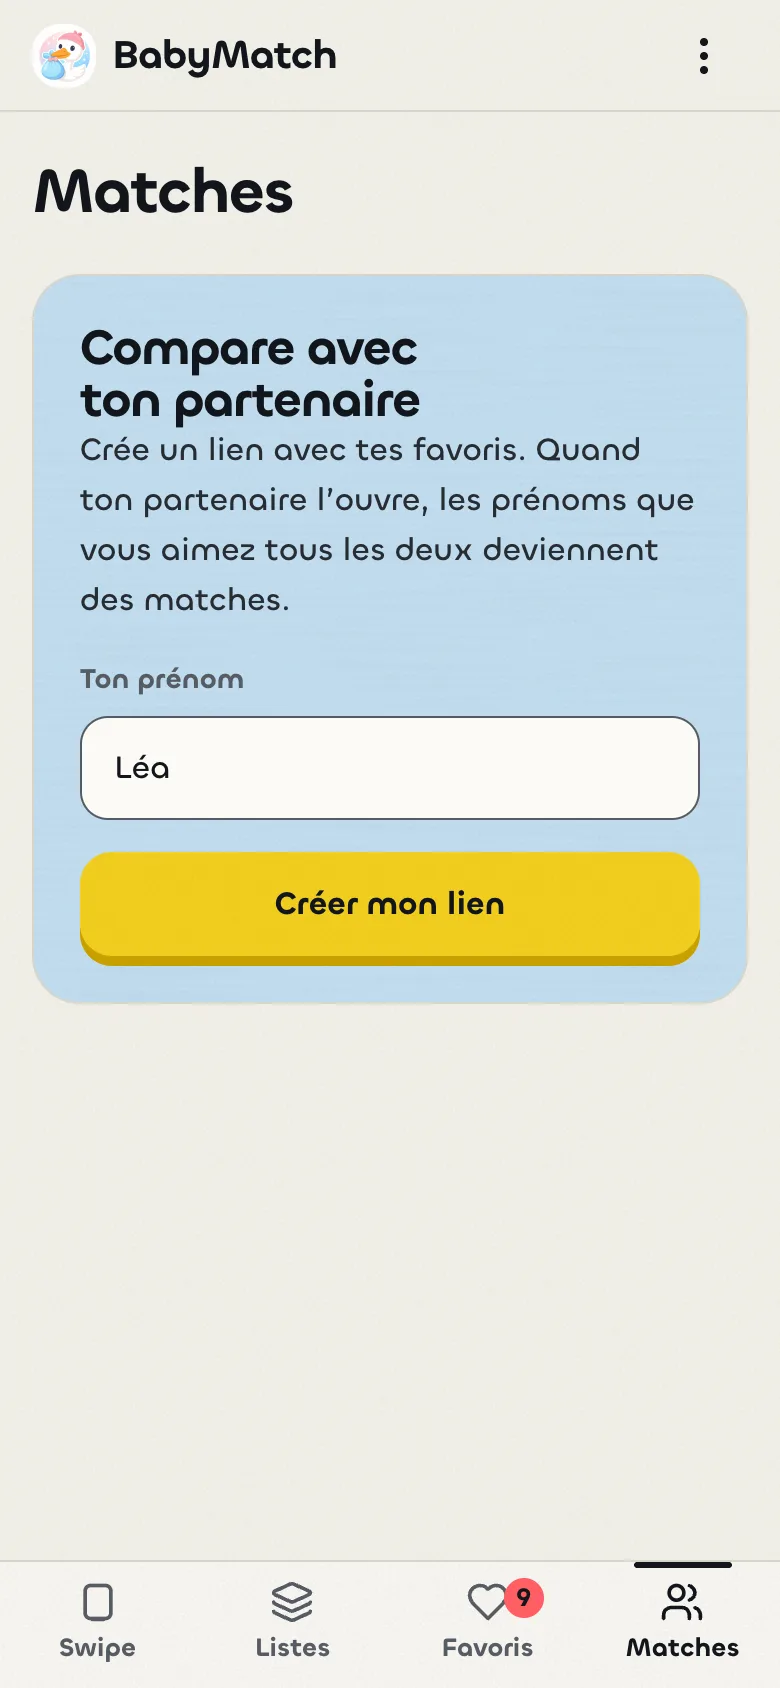 BabyMatch
Matches
Compare avec
ton partenaire
Crée un lien avec tes favoris. Quand
ton partenaire l’ouvre, les prénoms que
vous aimez tous les deux deviennent
des matches.
Ton prénom
Léa
Créer mon lien
9
Swipe
Listes
Favoris
Matches